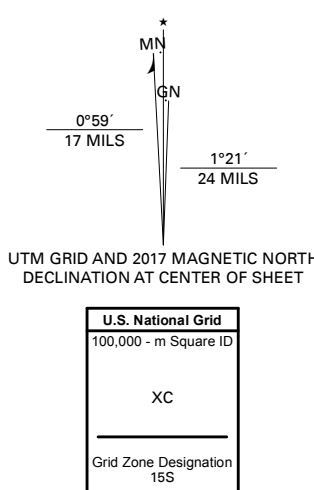 ★
MN
GN
0°59´
17 MILS
1°21´
24 MILS
UTM GRID AND 2017 MAGNETIC NORTH
DECLINATION AT CENTER OF SHEET
U.S. National Grid
100,000 - m Square ID
XC
Grid Zone Designation
15S